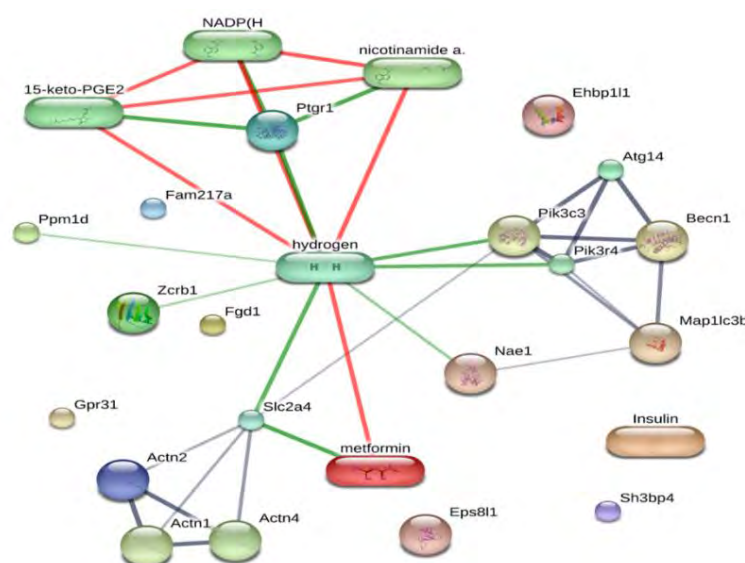 NADP(H
nicotinamide a.
15-keto-PGE2
Ptgr1
Ehbp1l1
Atg14
Fam217a
Ppm1d
Pik3c3
Becn1
hydrogen
H H
Pik3r4
Zcrb1
Fgd1
Map1lc3b
Nae1
Gpr31
Slc2a4
Insulin
metformin
Actn2
Sh3bp4
Actn1
Actn4
Eps8l1